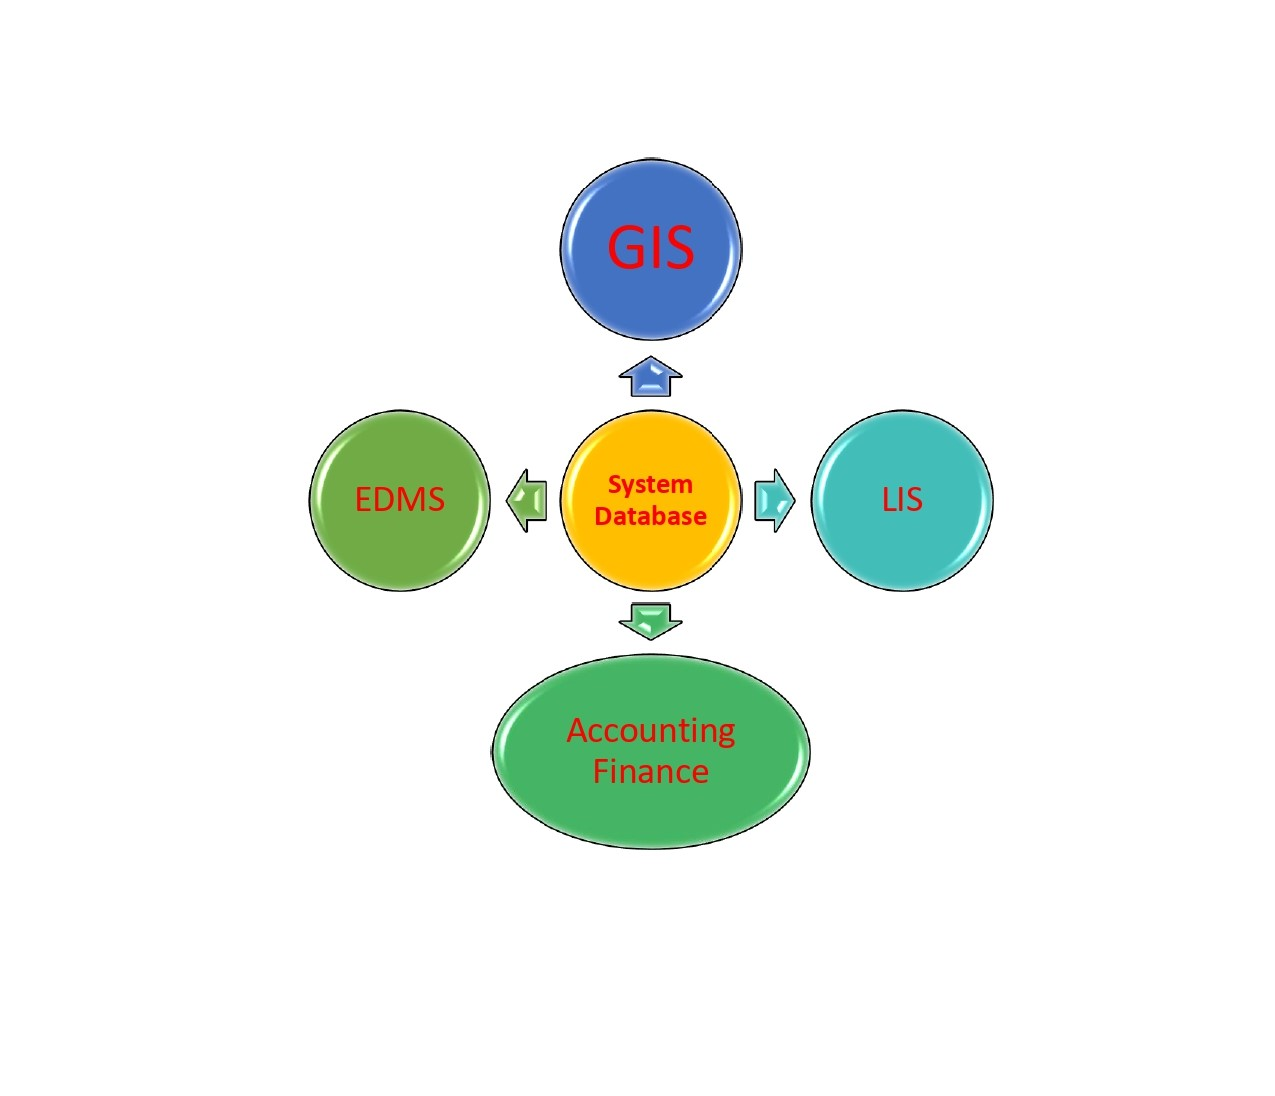 GIS
EDMS
System
Database
LIS
Accounting
Finance